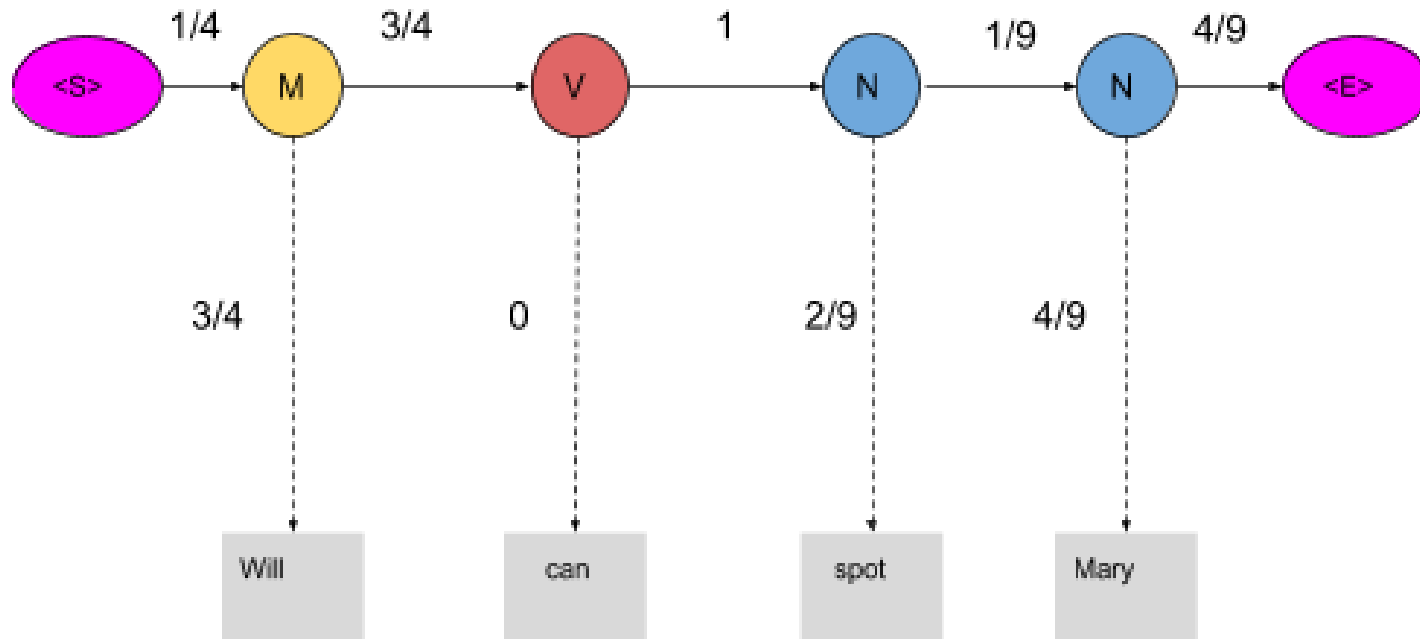 1/4 3/4 1 1/9 4/9
<S> M V N N <E>
3/4 0 2/9 4/9
Will can spot Mary